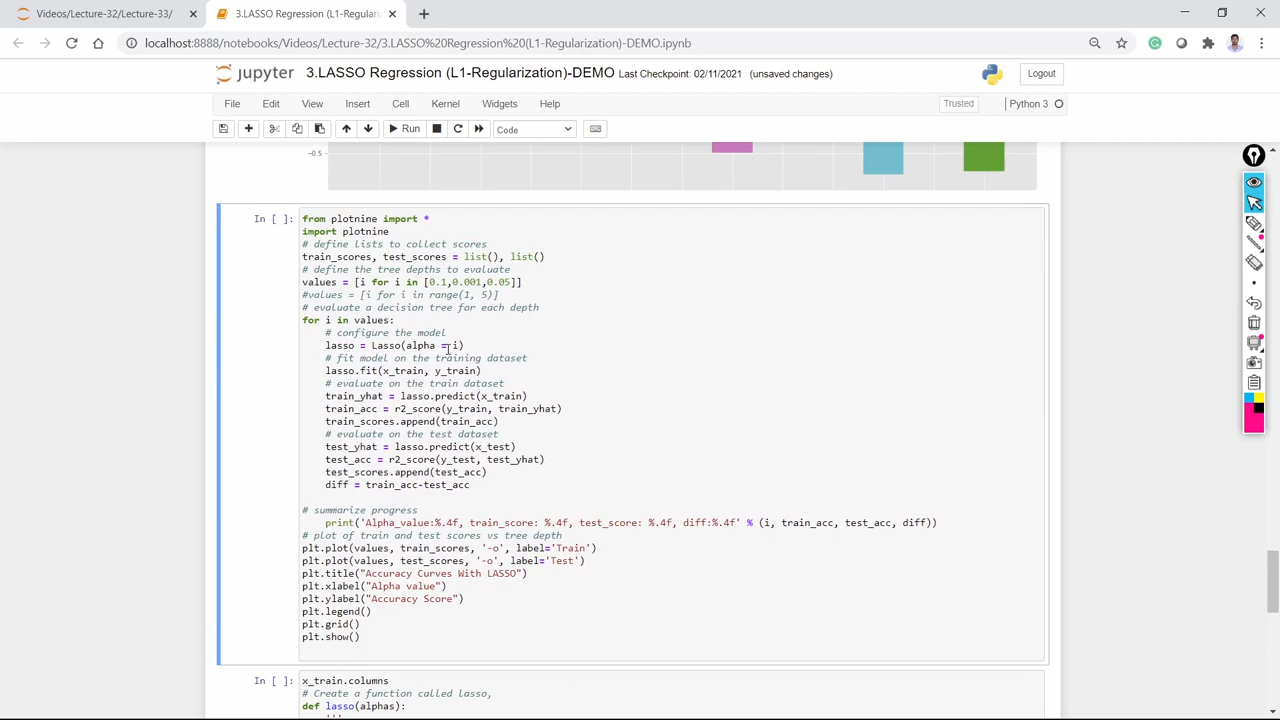 Videos/Lecture-32/Lecture-33/
3.LASSO Regression (L1-Regulariz
localhost:8888/notebooks/Videos/Lecture-32/3.LASSO%20Regression%20(L1-Regularization)-DEMO.ipynb
jupyter 3.LASSO Regression (L1-Regularization)-DEMO Last Checkpoint: 02/11/2021 (unsaved changes)
Logout
File Edit View Insert Cell Kernel Widgets Help
Trusted
Python 3
Run
Code
−0.5
In [ ]:
from plotnine import *
import plotnine
# define lists to collect scores
train_scores, test_scores = list(), list()
# define the tree depths to evaluate
values = [i for i in [0.1,0.001,0.05]]
#values = [i for i in range(1, 5)]
# evaluate a decision tree for each depth
for i in values:
    # configure the model
    lasso = Lasso(alpha = i)
    # fit model on the training dataset
    lasso.fit(x_train, y_train)
    # evaluate on the train dataset
    train_yhat = lasso.predict(x_train)
    train_acc = r2_score(y_train, train_yhat)
    train_scores.append(train_acc)
    # evaluate on the test dataset
    test_yhat = lasso.predict(x_test)
    test_acc = r2_score(y_test, test_yhat)
    test_scores.append(test_acc)
    diff = train_acc-test_acc
# summarize progress
    print('Alpha_value:%.4f, train_score: %.4f, test_score: %.4f, diff:%.4f' % (i, train_acc, test_acc, diff))
# plot of train and test scores vs tree depth
plt.plot(values, train_scores, '-o', label='Train')
plt.plot(values, test_scores, '-o', label='Test')
plt.title("Accuracy Curves With LASSO")
plt.xlabel("Alpha value")
plt.ylabel("Accuracy Score")
plt.legend()
plt.grid()
plt.show()
In [ ]:
x_train.columns
# Create a function called lasso,
def lasso(alphas):
    '''